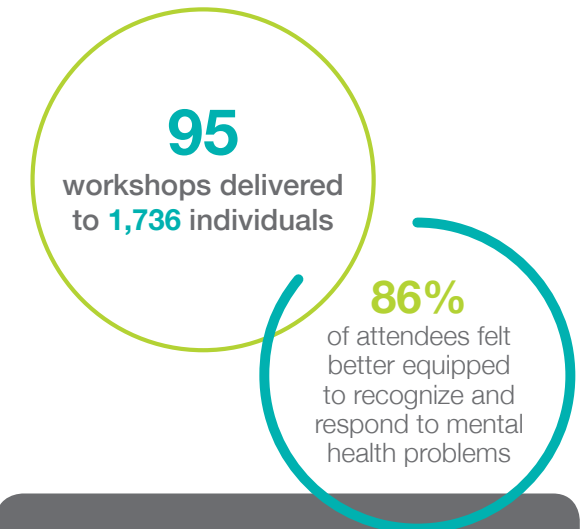 95
workshops delivered
to 1,736 individuals
86%
of attendees felt
better equipped
to recognize and
respond to mental
health problems